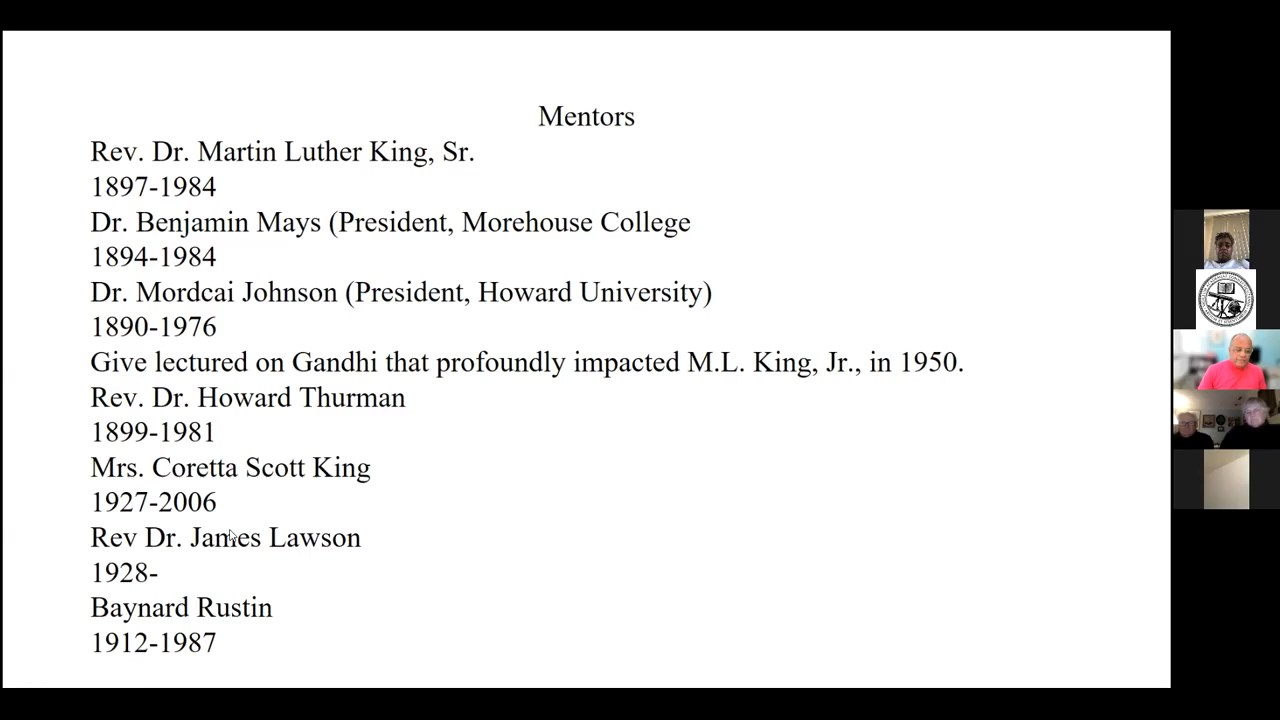 Mentors
Rev. Dr. Martin Luther King, Sr.
1897-1984
Dr. Benjamin Mays (President, Morehouse College
1894-1984
Dr. Mordcai Johnson (President, Howard University)
1890-1976
Give lectured on Gandhi that profoundly impacted M.L. King, Jr., in 1950.
Rev. Dr. Howard Thurman
1899-1981
Mrs. Coretta Scott King
1927-2006
Rev Dr. James Lawson
1928-
Baynard Rustin
1912-1987